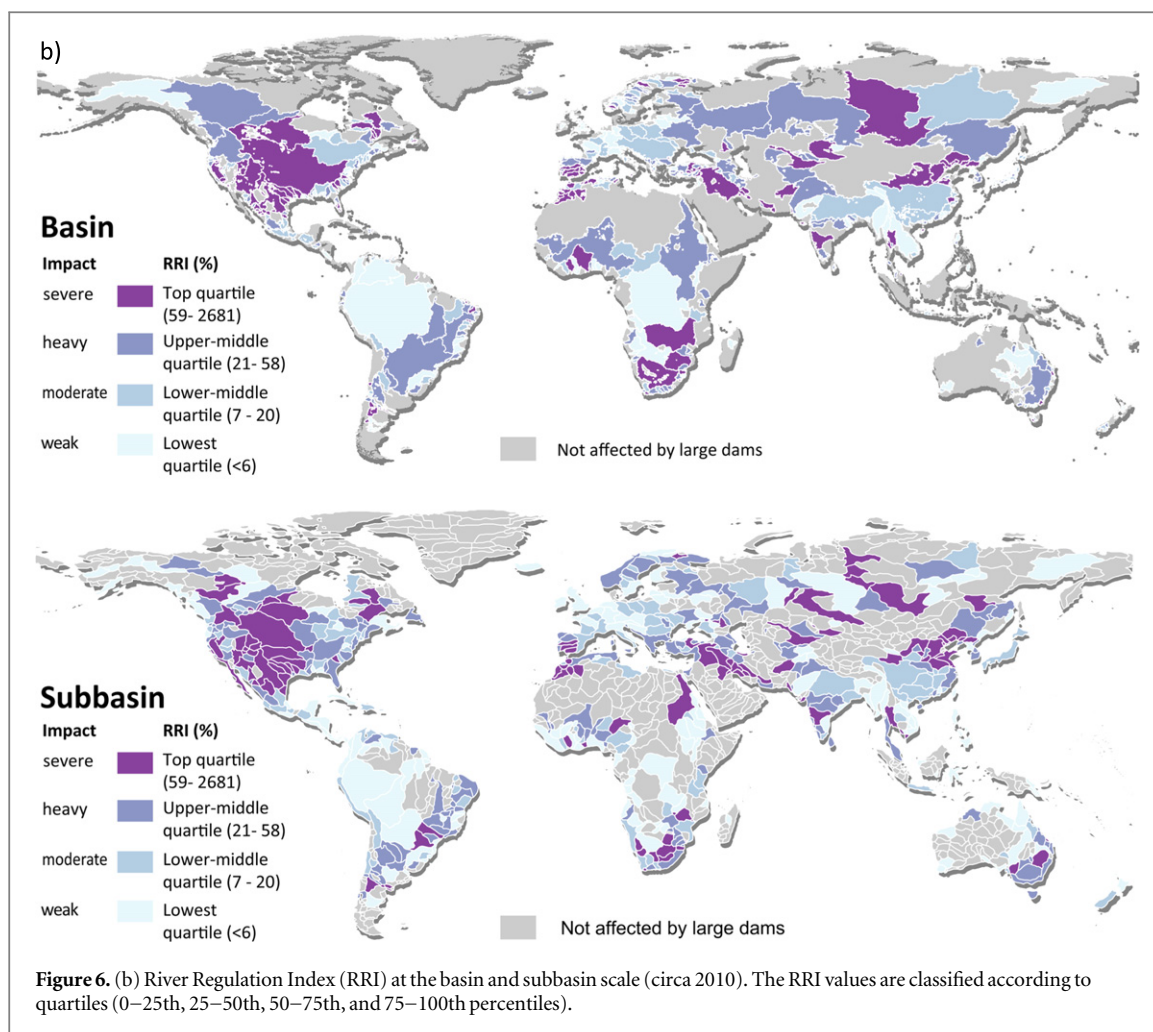 b)
Basin
Impact RRI (%)
severe Top quartile
(59- 2681)
heavy Upper-middle
quartile (21- 58)
moderate Lower-middle
quartile (7 - 20)
weak Lowest
quartile (<6)
Not affected by large dams
Subbasin
Impact RRI (%)
severe Top quartile
(59- 2681)
heavy Upper-middle
quartile (21- 58)
moderate Lower-middle
quartile (7 - 20)
weak Lowest
quartile (<6)
Not affected by large dams
Figure 6. (b) River Regulation Index (RRI) at the basin and subbasin scale (circa 2010). The RRI values are classified according to
quartiles (0–25th, 25–50th, 50–75th, and 75–100th percentiles).